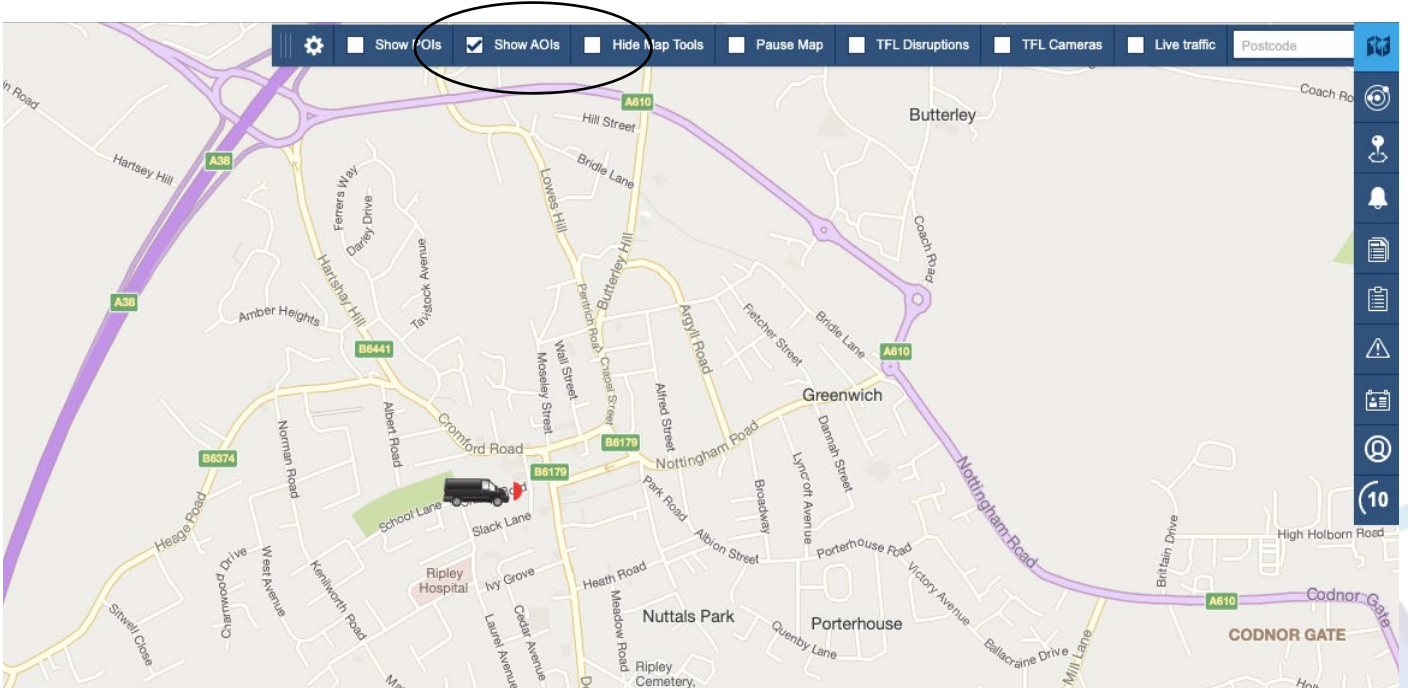 Show POIs Show AOIs Hide Map Tools Pause Map TFL Disruptions TFL Cameras Live traffic Postcode
Coach Ro
Road
A610
Butterley
Hill Street
A38
Hartsey Hill
Bridle Lane
Lowes Hill
Ferrers Way
Darley Drive
Coach Road
Hartshay Hill
Tavistock Avenue
Butterley Hill
A38
Amber Heights
Pentrich Road
Argyll Road
Fletcher Street
Bridle Lane
B6441
A610
Moseley Street
Wall Street
Chapel Street
Alfred Street
Greenwich
Albert Road
Norman Road
Cromford Road
Dannah Street
B6374
B6179
B6179
Nottingham Road
Lyncroft Avenue
Nottingham Road
Broadway
Park Road
10
School Lane
Slack Lane
Heage Road
Albion Street
Porterhouse Road
High Holborn Road
Brittain Drive
Charnwood Drive
West Avenue
Kenilworth Road
Ripley
Hospital
Ivy Grove
Heath Road
Victory Avenue
A610
Codnor Gate
Sitwell Close
Laurel Avenue
Cedar Avenue
Meadow Road
Nuttals Park
Porterhouse
Quenby Lane
CODNOR GATE
Ballacraine Drive
Mill Lane
Ripley
Cemetery,